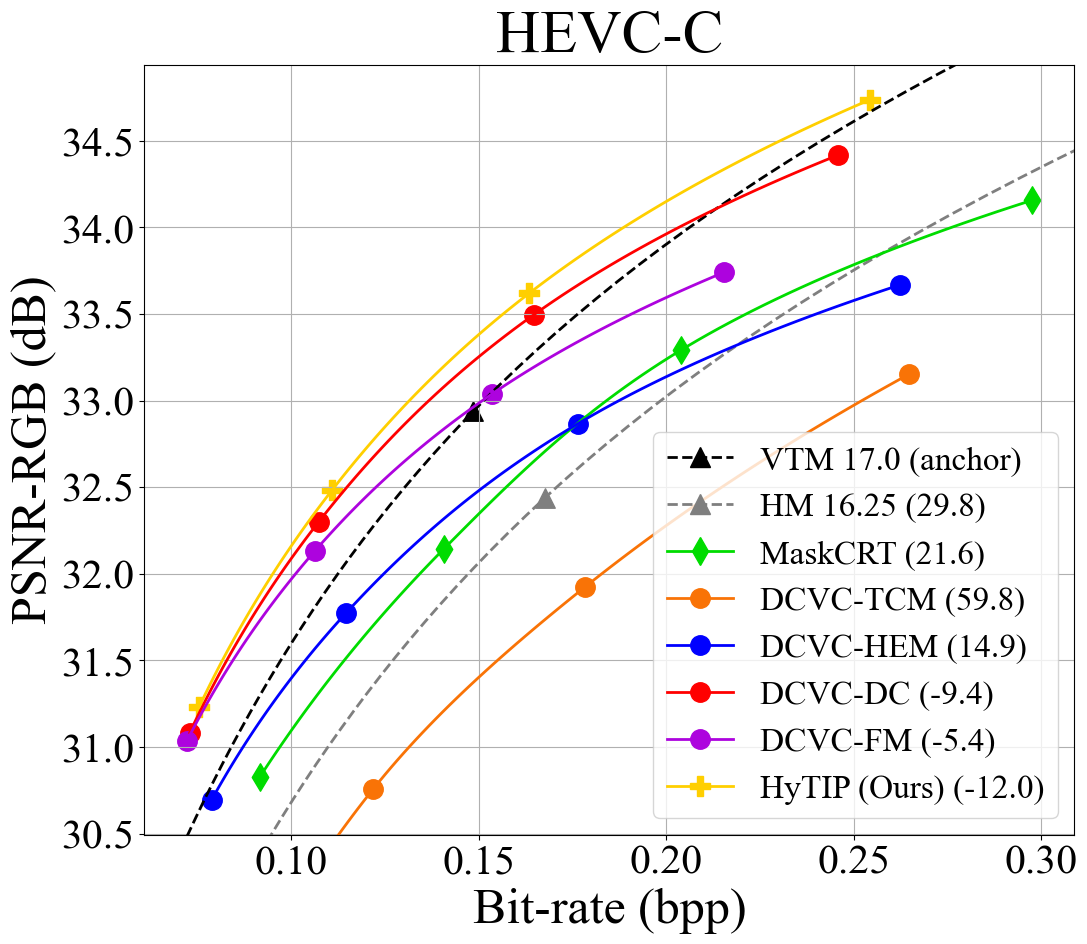 HEVC-C
PSNR-RGB (dB)
34.5
34.0
33.5
33.0
32.5
32.0
31.5
31.0
30.5
VTM 17.0 (anchor)
HM 16.25 (29.8)
MaskCRT (21.6)
DCVC-TCM (59.8)
DCVC-HEM (14.9)
DCVC-DC (-9.4)
DCVC-FM (-5.4)
HyTIP (Ours) (-12.0)
0.10 0.15 0.20 0.25 0.30
Bit-rate (bpp)